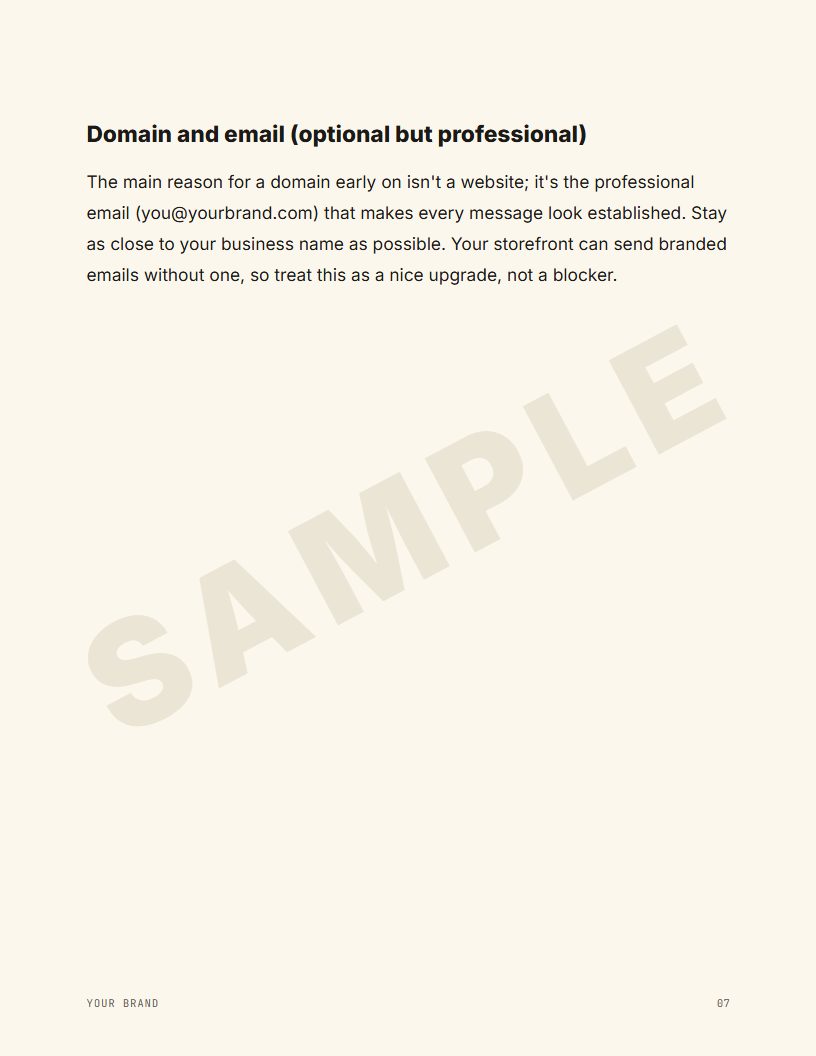 Domain and email (optional but professional)
The main reason for a domain early on isn't a website; it's the professional
email (you@yourbrand.com) that makes every message look established. Stay
as close to your business name as possible. Your storefront can send branded
emails without one, so treat this as a nice upgrade, not a blocker.
SAMPLE
YOUR BRAND 07